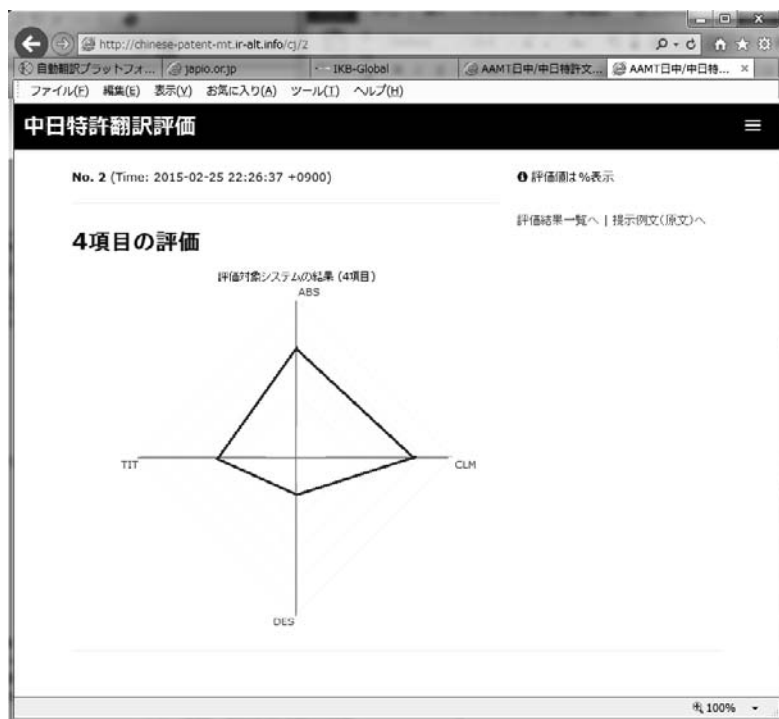 http://chinese-patent-mt.ir-alt.info/cj/2
自動翻訳プラットフォ... japio.or.jp IKB-Global AAMT日中/中日特許文... AAMT日中/中日特... ×
ファイル(F) 編集(E) 表示(V) お気に入り(A) ツール(T) ヘルプ(H)
中日特許翻訳評価
No. 2 (Time: 2015-02-25 22:26:37 +0900)
評価値は%表示
評価結果一覧へ | 提示例文(原文)へ
4項目の評価
評価対象システムの結果 (4項目)
ABS
TIT
CLM
DES
100%